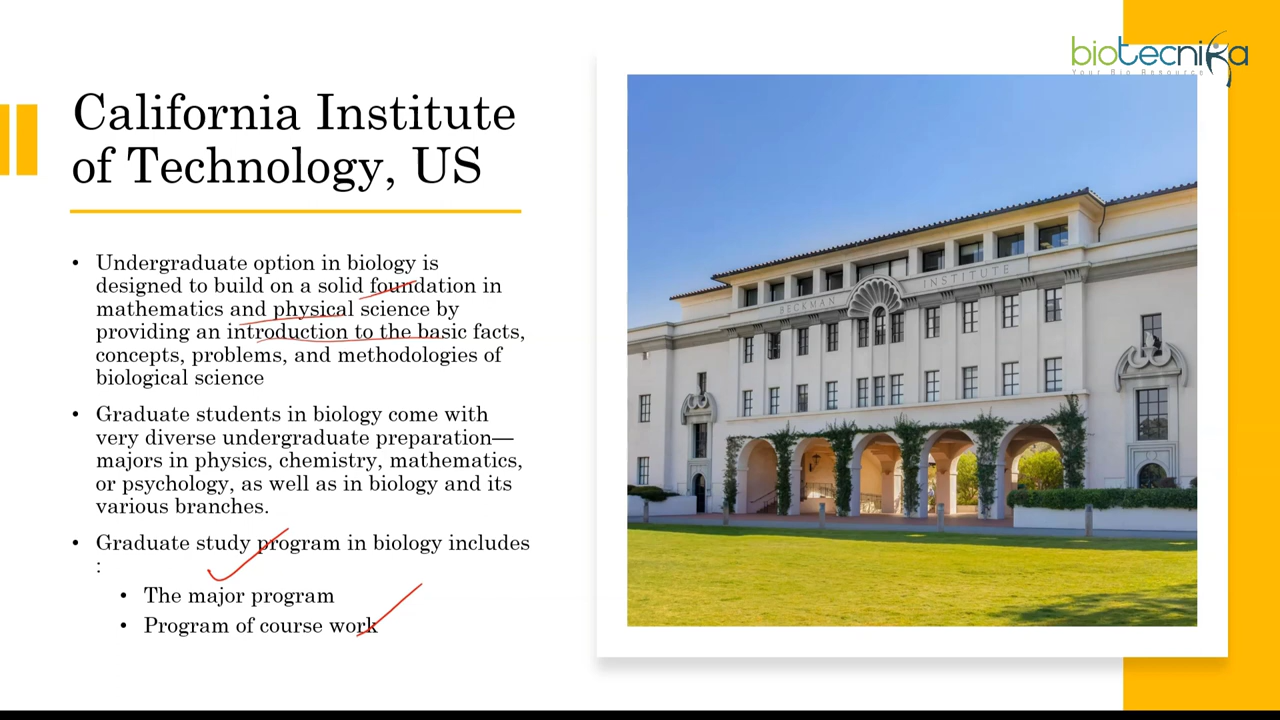 biotecnika
Your Bio Resource
California Institute
of Technology, US
• Undergraduate option in biology is
designed to build on a solid foundation in
mathematics and physical science by
providing an introduction to the basic facts,
concepts, problems, and methodologies of
biological science
• Graduate students in biology come with
very diverse undergraduate preparation—
majors in physics, chemistry, mathematics,
or psychology, as well as in biology and its
various branches.
• Graduate study program in biology includes
:
• The major program
• Program of course work
BECKMAN INSTITUTE